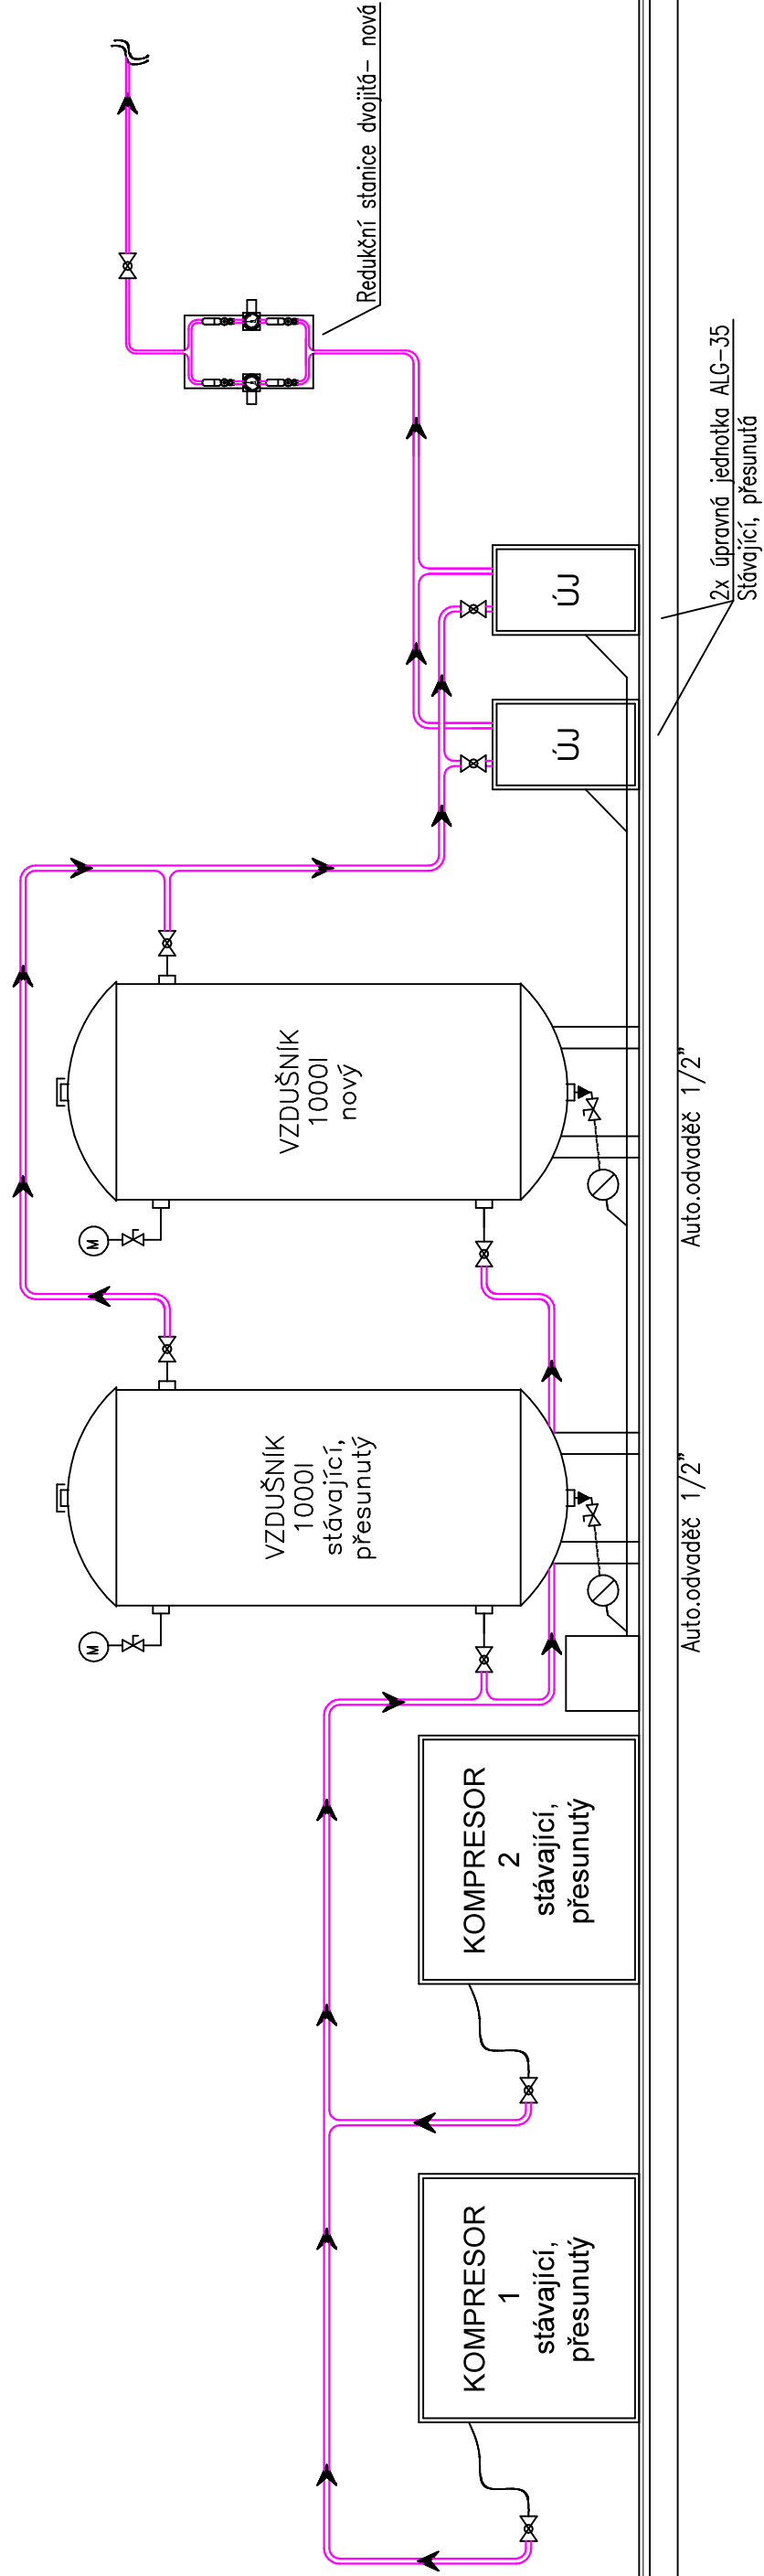 KOMPRESOR
1
stávající,
přesunutý
KOMPRESOR
2
stávající,
přesunutý
M
VZDUŠNÍK
1000l
stávající,
přesunutý
Auto.odvaděč 1/2"
M
VZDUŠNÍK
1000l
nový
Auto.odvaděč 1/2"
ÚJ
ÚJ
2x úpravná jednotka ALG-35
Stávající, přesunutá
Redukční stanice dvojitá- nová